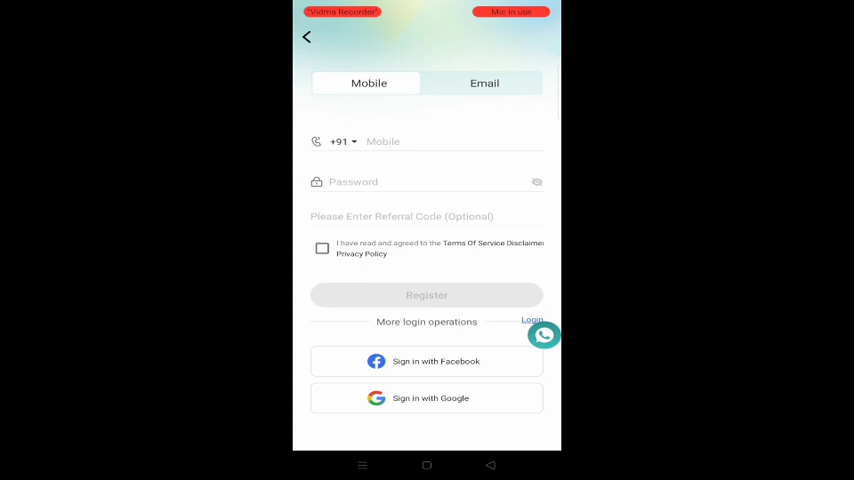 "Vidma Recorder"
Mic in use
Mobile
Email
+91
Mobile
Password
Please Enter Referral Code (Optional)
I have read and agreed to the Terms Of Service Disclaimer
Privacy Policy
Register
Login
More login operations
Sign in with Facebook
Sign in with Google